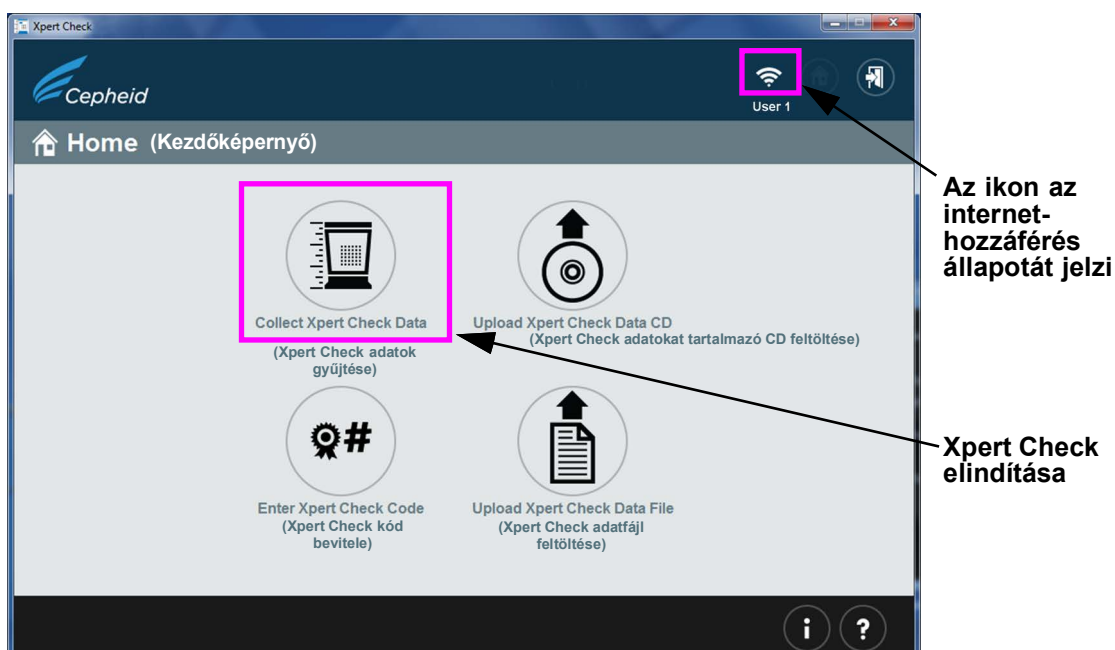 Xpert Check
Cepheid
User 1
Home (Kezdőképernyő)
Az ikon az
internet-
hozzáférés
állapotát jelzi
Collect Xpert Check Data
(Xpert Check adatok
gyűjtése)
Upload Xpert Check Data CD
(Xpert Check adatokat tartalmazó CD feltöltése)
Xpert Check
elindítása
#
Enter Xpert Check Code
(Xpert Check kód
bevitele)
Upload Xpert Check Data File
(Xpert Check adatfájl
feltöltése)
i ?